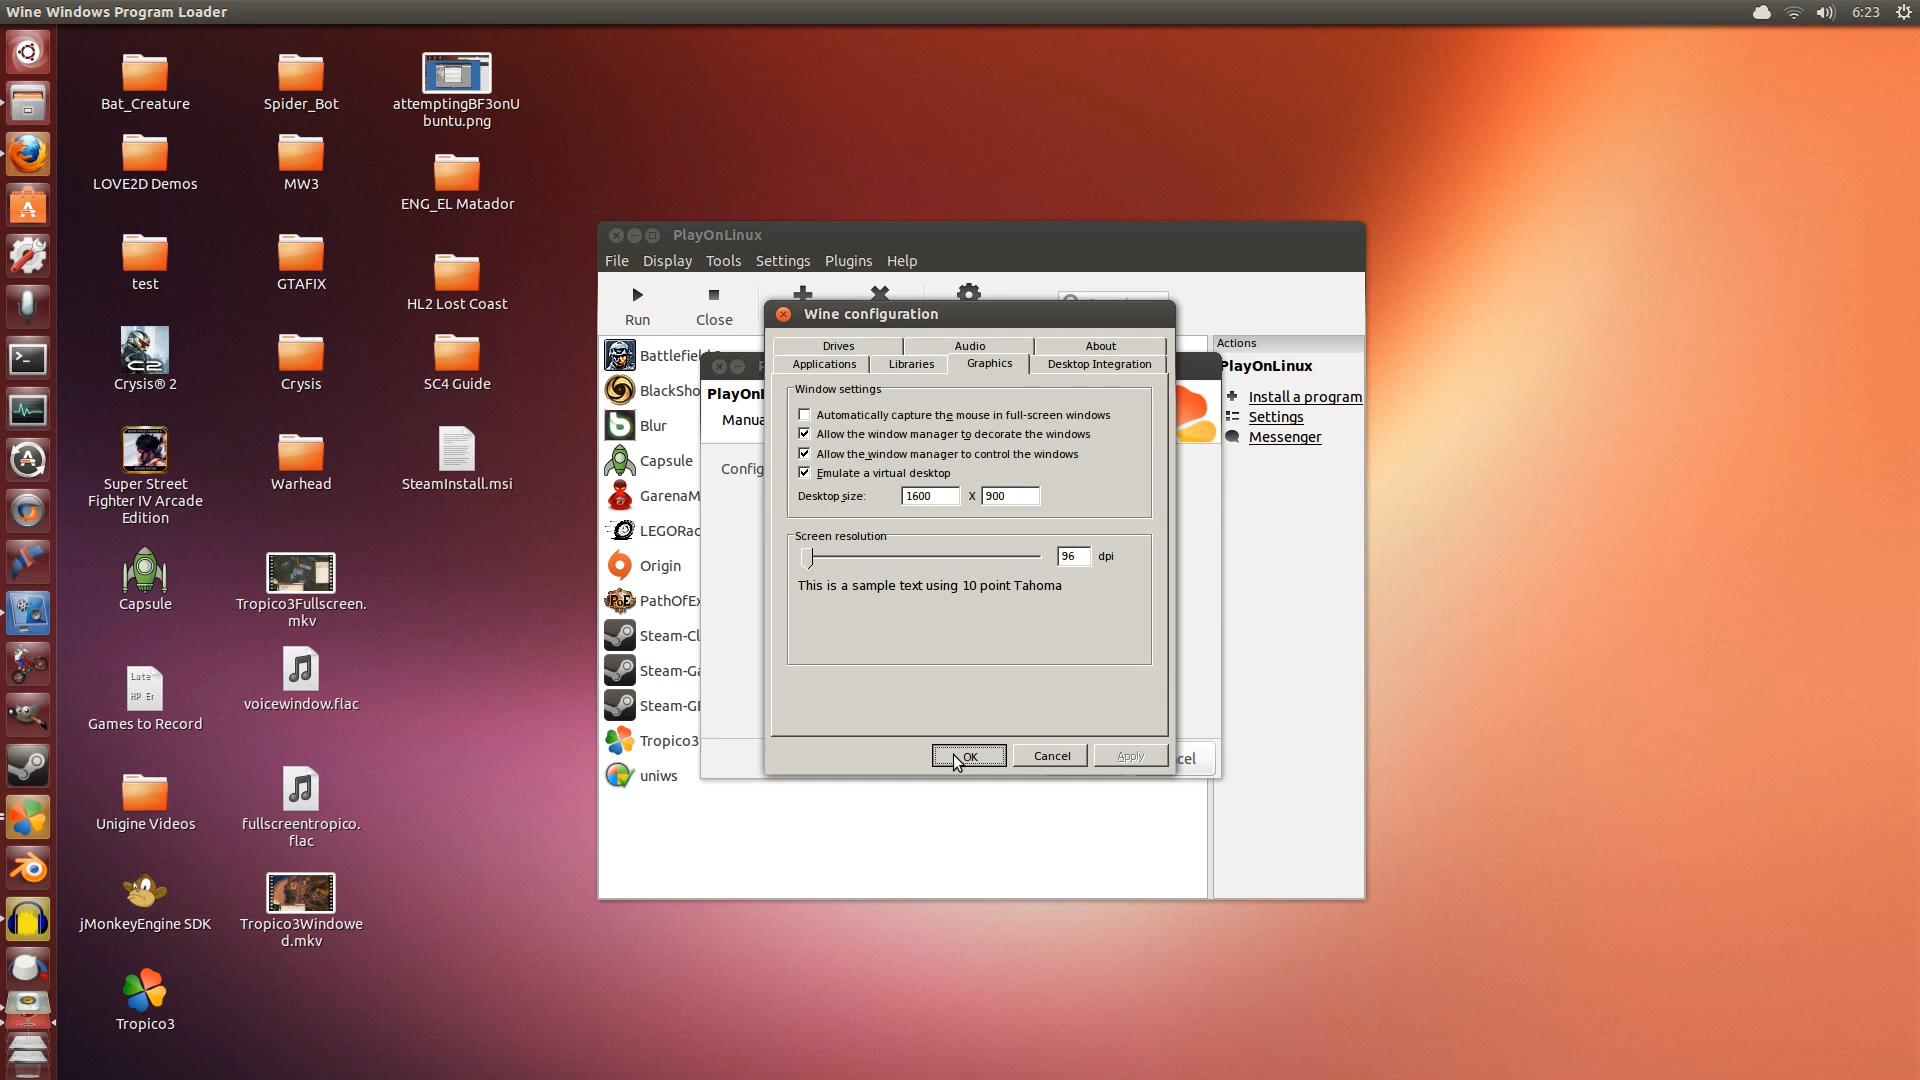 Wine Windows Program Loader
6:23
Bat_Creature
Spider_Bot
attemptingBF3onU
buntu.png
LOVE2D Demos
MW3
ENG_EL Matador
test
GTAFIX
HL2 Lost Coast
Crysis® 2
Crysis
SC4 Guide
Super Street
Fighter IV Arcade
Edition
Warhead
SteamInstall.msi
Capsule
Tropico3Fullscreen.
mkv
Late
HP Er
Games to Record
voicewindow.flac
Unigine Videos
fullscreentropico.
flac
jMonkeyEngine SDK
Tropico3Windowe
d.mkv
Tropico3
PlayOnLinux
File Display Tools Settings Plugins Help
Run
Close
Battlefield
BlackSho
Blur
Capsule
GarenaM
LEGORac
Origin
PathOfEx
Steam-Cl
Steam-Ga
Steam-GI
Tropico3
uniws
PlayOnL
Manua
Config
cel
Actions
PlayOnLinux
Install a program
Settings
Messenger
Wine configuration
Drives Audio About
Applications Libraries Graphics Desktop Integration
Window settings
Automatically capture the mouse in full-screen windows
Allow the window manager to decorate the windows
Allow the window manager to control the windows
Emulate a virtual desktop
Desktop size: 1600 X 900
Screen resolution
96 dpi
This is a sample text using 10 point Tahoma
OK Cancel Apply